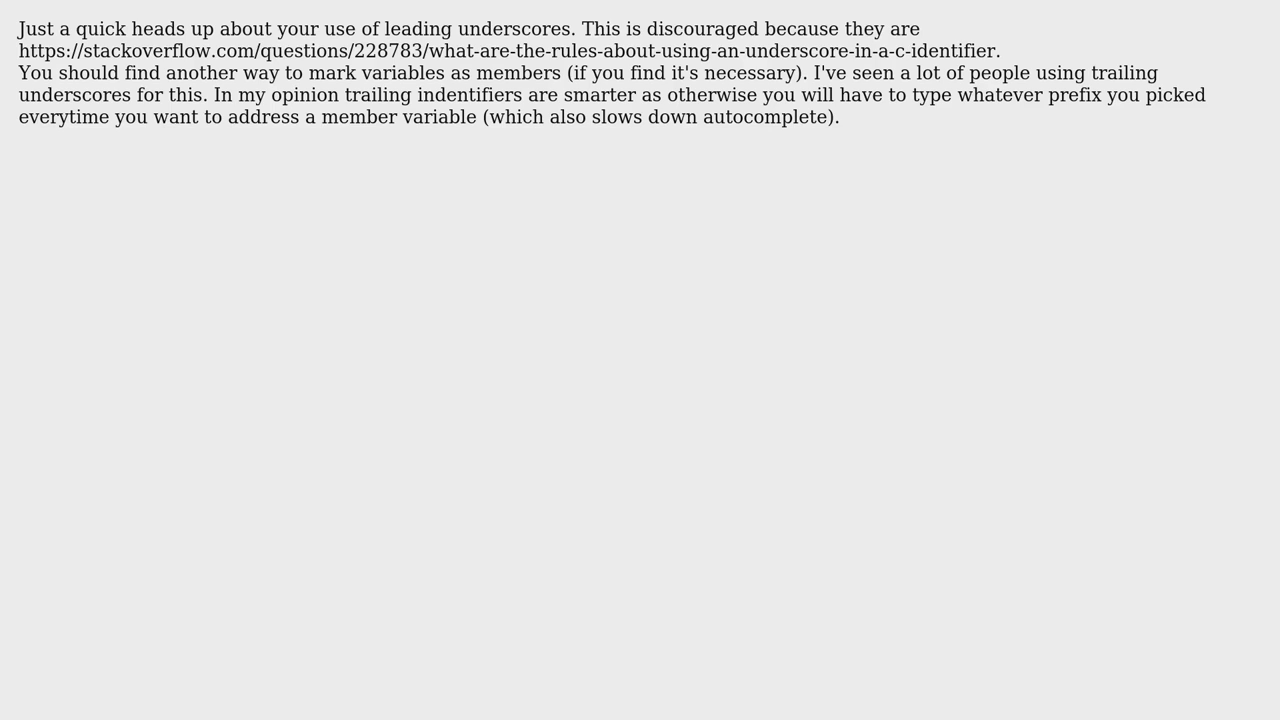 Just a quick heads up about your use of leading underscores. This is discouraged because they are
https://stackoverflow.com/questions/228783/what-are-the-rules-about-using-an-underscore-in-a-c-identifier.
You should find another way to mark variables as members (if you find it's necessary). I've seen a lot of people using trailing
underscores for this. In my opinion trailing indentifiers are smarter as otherwise you will have to type whatever prefix you picked
everytime you want to address a member variable (which also slows down autocomplete).